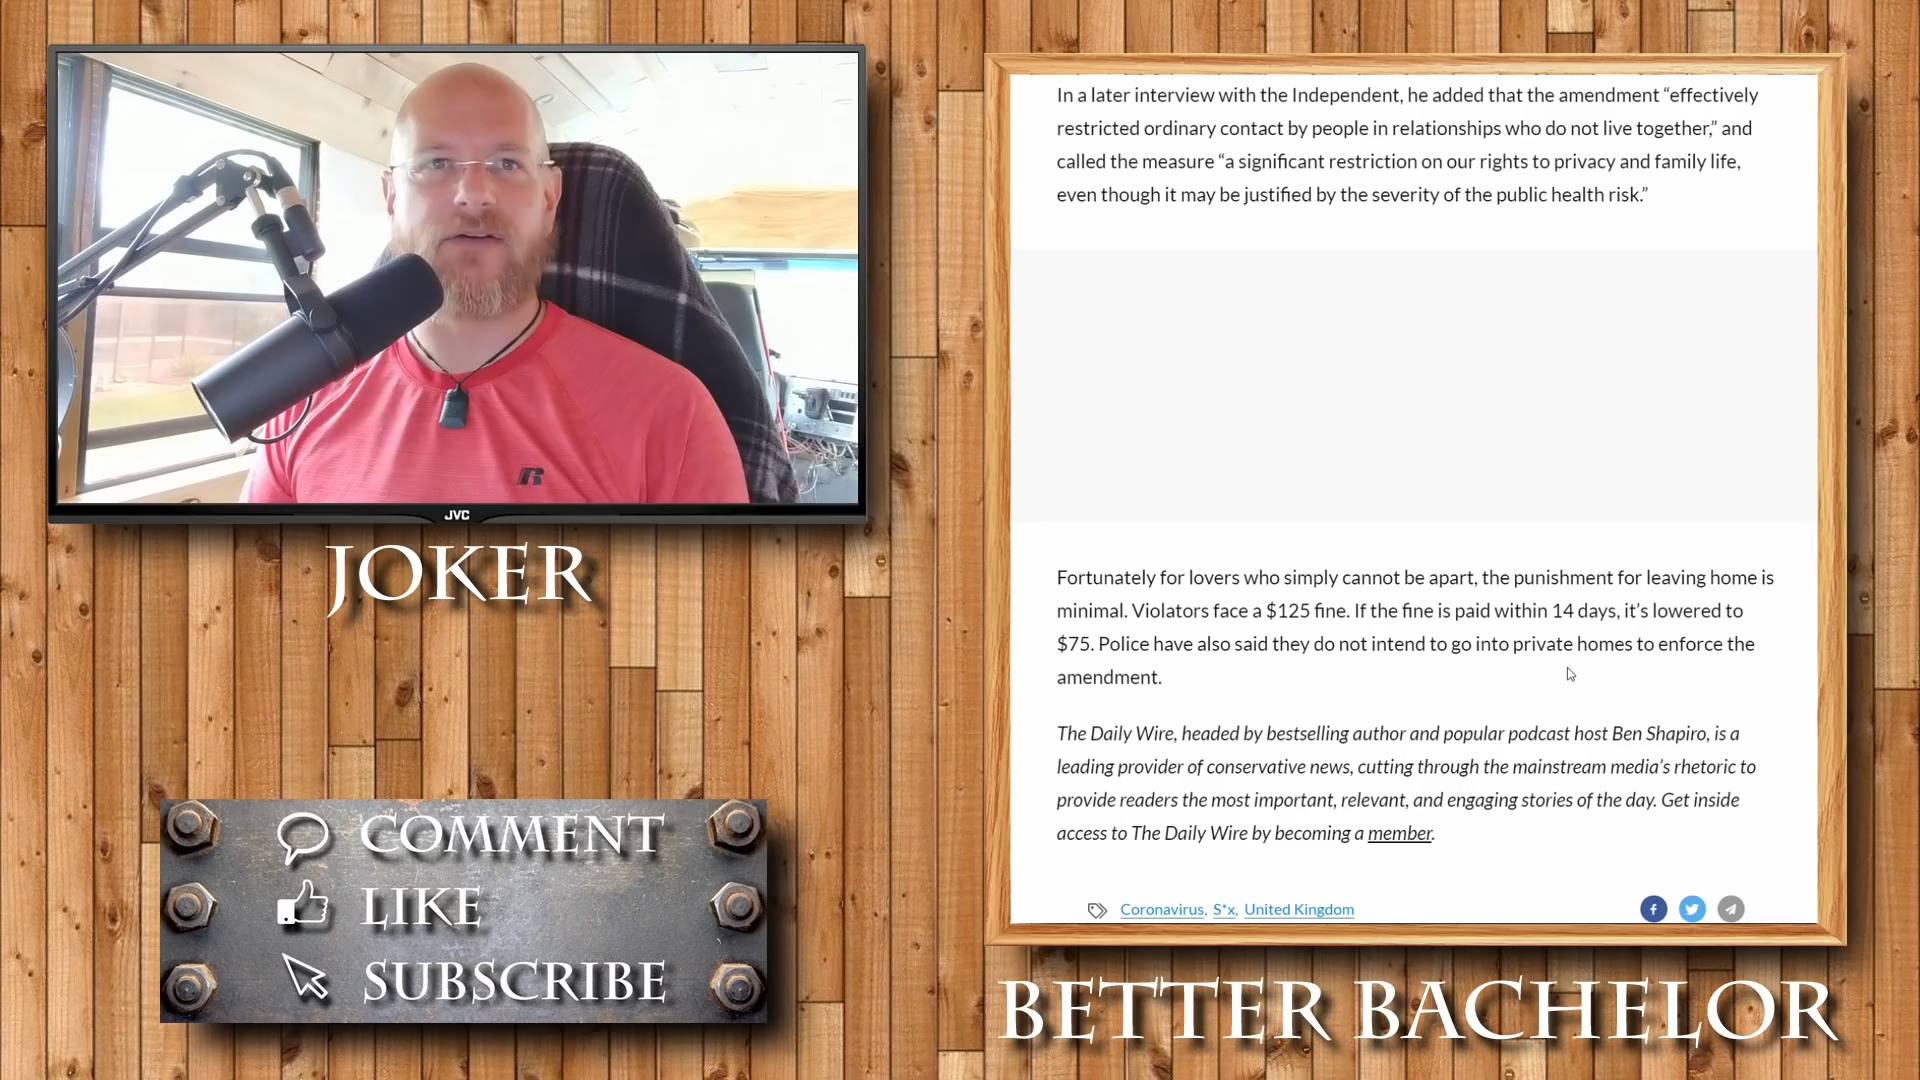 In a later interview with the Independent, he added that the amendment “effectively
restricted ordinary contact by people in relationships who do not live together,” and
called the measure “a significant restriction on our rights to privacy and family life,
even though it may be justified by the severity of the public health risk.”
JVC
JOKER
Fortunately for lovers who simply cannot be apart, the punishment for leaving home is
minimal. Violators face a $125 fine. If the fine is paid within 14 days, it’s lowered to
$75. Police have also said they do not intend to go into private homes to enforce the
amendment.
The Daily Wire, headed by bestselling author and popular podcast host Ben Shapiro, is a
leading provider of conservative news, cutting through the mainstream media’s rhetoric to
provide readers the most important, relevant, and engaging stories of the day. Get inside
access to The Daily Wire by becoming a member.
Coronavirus, S*x, United Kingdom
COMMENT
LIKE
SUBSCRIBE
BETTER BACHELOR